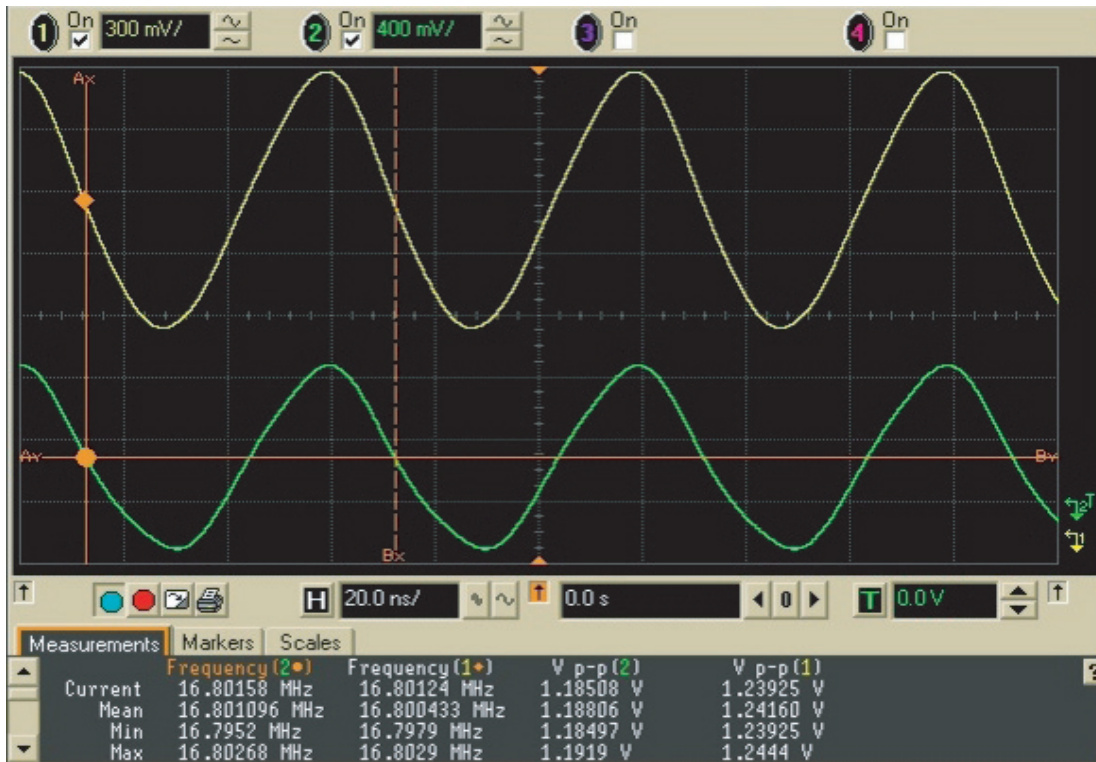 1 On 300 mV/ 2 On 400 mV/ 3 On 4 On
Ax
Ay By
2 T
1
Bx
H 20.0 ns/ 0.0 s 0 T 0.0 V
Measurements Markers Scales
Frequency(2●) Frequency(1◆) V p-p(2) V p-p(1) ?
Current 16.80158 MHz 16.80124 MHz 1.18508 V 1.23925 V
Mean 16.801096 MHz 16.800433 MHz 1.18806 V 1.24160 V
Min 16.7952 MHz 16.7979 MHz 1.18497 V 1.23925 V
Max 16.80268 MHz 16.8029 MHz 1.1919 V 1.2444 V